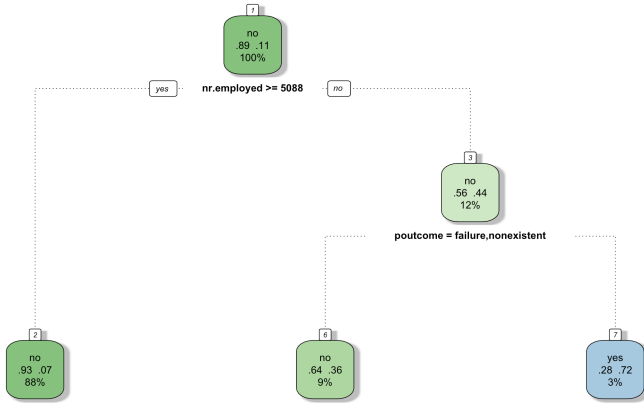 1
no
.89 .11
100%
yes nr.employed >= 5088 no
3
no
.56 .44
12%
poutcome = failure,nonexistent
2
no
.93 .07
88%
6
no
.64 .36
9%
7
yes
.28 .72
3%